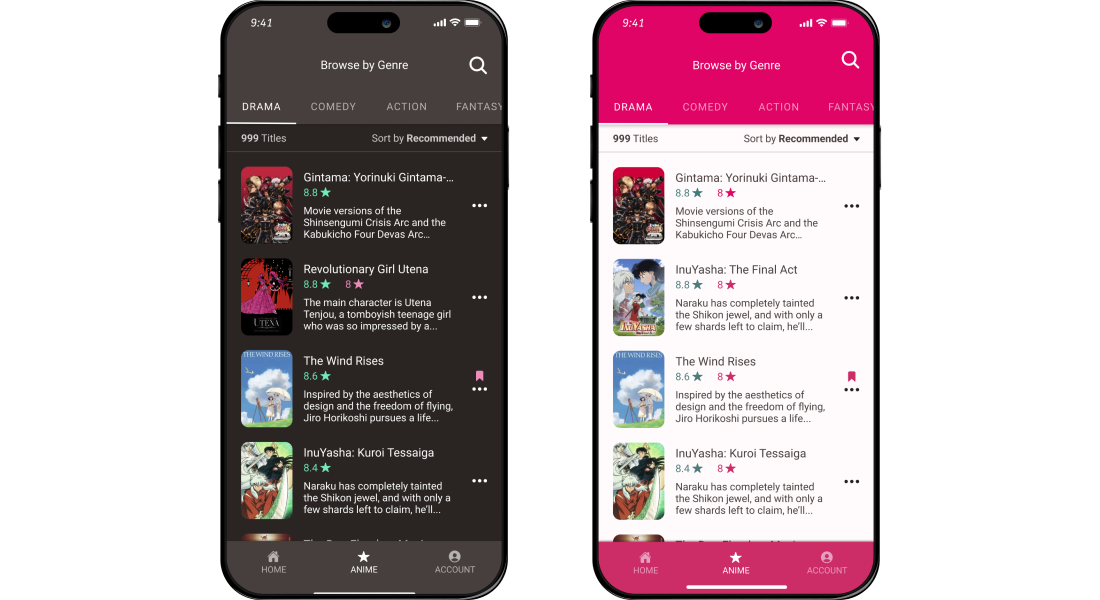 9:41
Browse by Genre
DRAMA COMEDY ACTION FANTASY
999 Titles Sort by Recommended
Gintama: Yorinuki Gintama-...
8.8
Movie versions of the
Shinsengumi Crisis Arc and the
Kabukicho Four Devas Arc...
Revolutionary Girl Utena
8.8 8
UTENA
The main character is Utena
Tenjou, a tomboyish teenage girl
who was so impressed by a...
THE WIND RISES
The Wind Rises
8.6
Inspired by the aesthetics of
design and the freedom of flying,
Jiro Horikoshi pursues a life...
InuYasha: Kuroi Tessaiga
8.4
Naraku has completely tainted
the Shikon jewel, and with only a
few shards left to claim, he'll...
HOME ANIME ACCOUNT
9:41
Browse by Genre
DRAMA COMEDY ACTION FANTASY
999 Titles Sort by Recommended
Gintama: Yorinuki Gintama-...
8.8 8
Movie versions of the
Shinsengumi Crisis Arc and the
Kabukicho Four Devas Arc...
InuYasha: The Final Act
8.8 8
Naraku has completely tainted
the Shikon jewel, and with only a
few shards left to claim, he'll...
THE WIND RISES
The Wind Rises
8.6 8
Inspired by the aesthetics of
design and the freedom of flying,
Jiro Horikoshi pursues a life...
InuYasha: Kuroi Tessaiga
8.4 8
Naraku has completely tainted
the Shikon jewel, and with only a
few shards left to claim, he'll...
HOME ANIME ACCOUNT